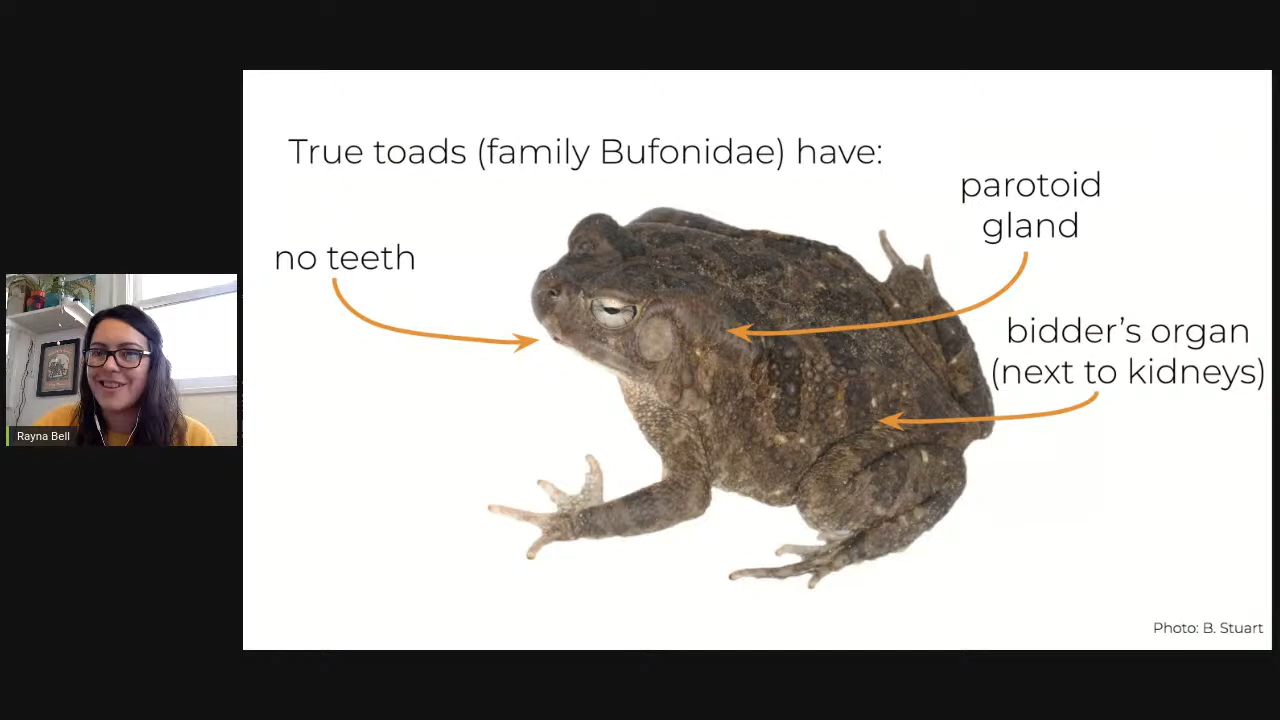 True toads (family Bufonidae) have:
parotoid
gland
no teeth
bidder's organ
(next to kidneys)
Rayna Bell
Photo: B. Stuart